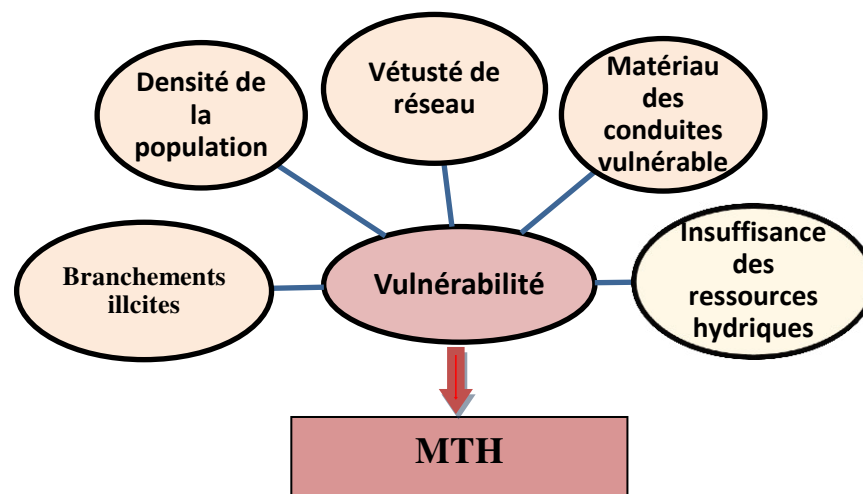 Densité de
la
population
Vétusté de
réseau
Matériau
des
conduites
vulnérable
Branchements
illcites
Vulnérabilité
Insuffisance
des
ressources
hydriques
MTH